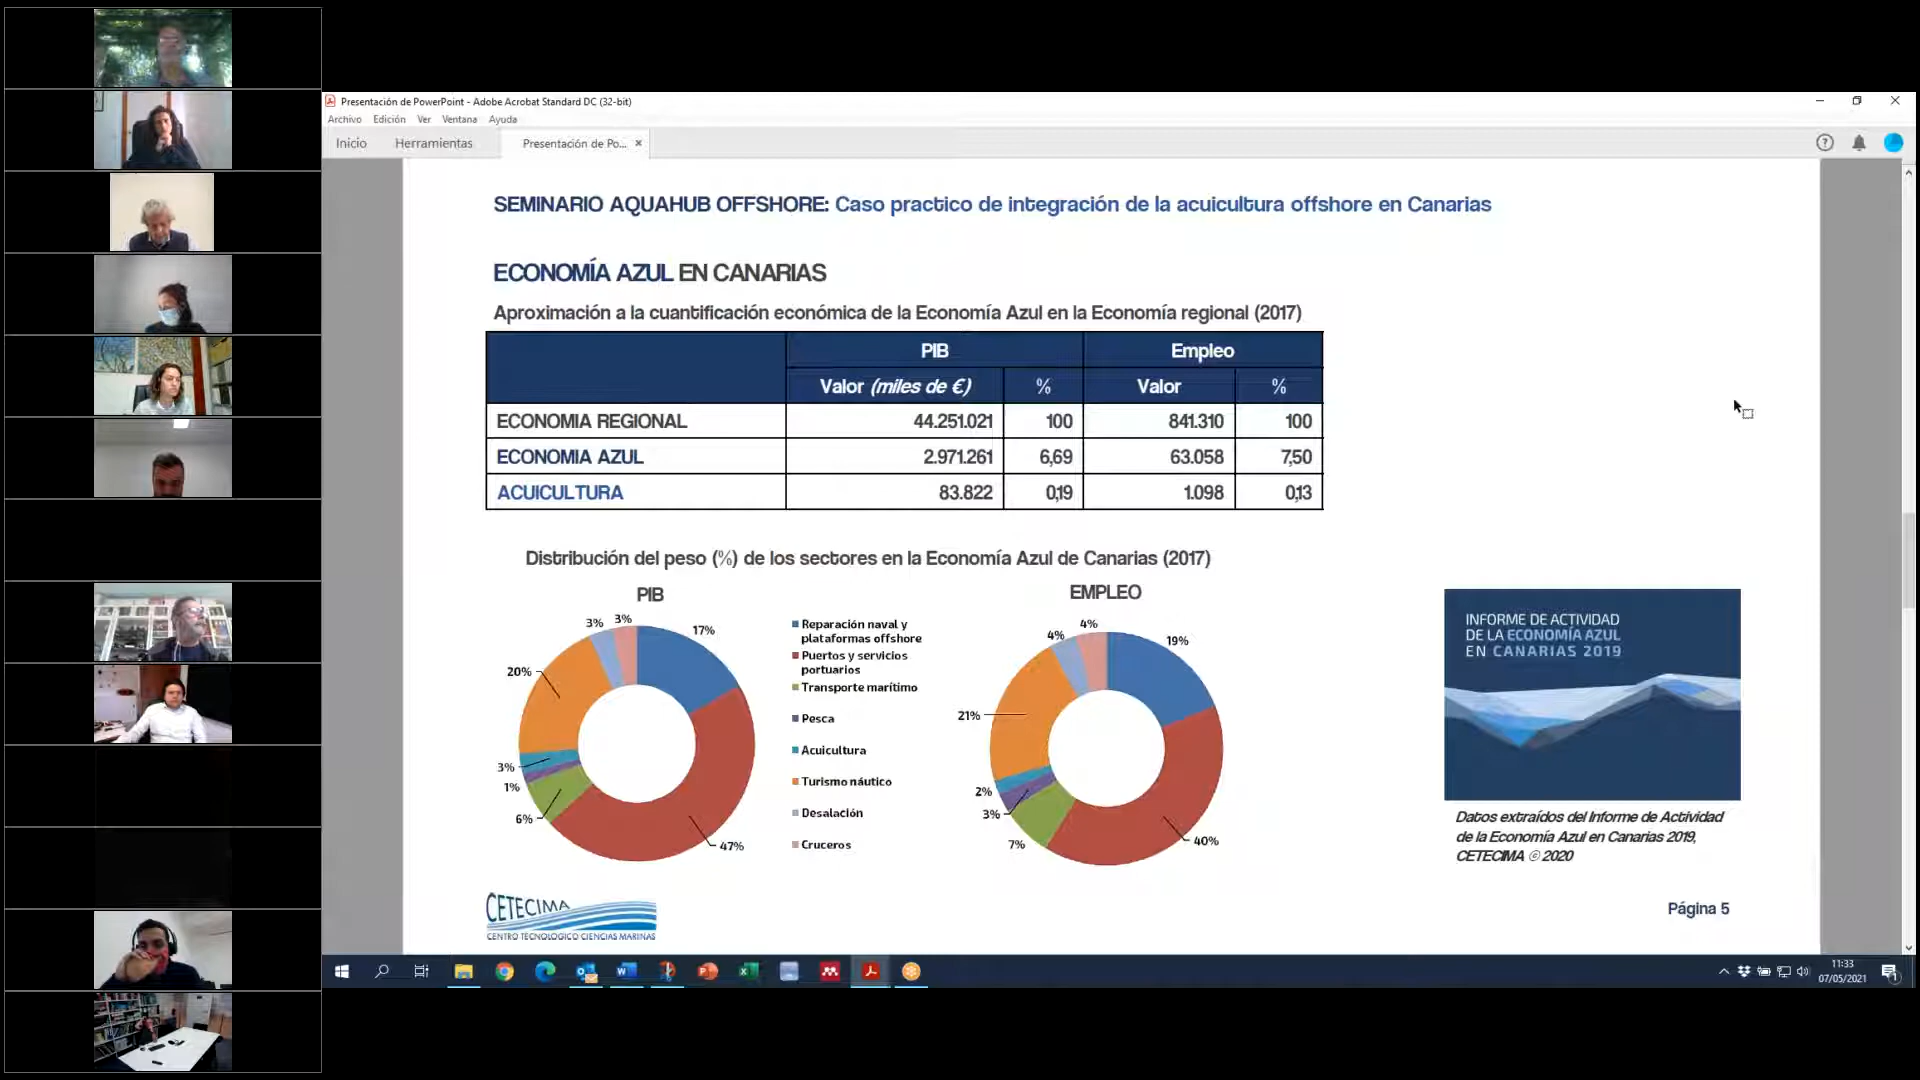 Presentación de PowerPoint - Adobe Acrobat Standard DC (32-bit)
Archivo Edición Ver Ventana Ayuda
Inicio Herramientas Presentación de Po... ×
SEMINARIO AQUAHUB OFFSHORE: Caso practico de integración de la acuicultura offshore en Canarias
ECONOMÍA AZUL EN CANARIAS
Aproximación a la cuantificación económica de la Economía Azul en la Economía regional (2017)
PIB Empleo
Valor (miles de €) % Valor %
ECONOMIA REGIONAL 44.251.021 100 841.310 100
ECONOMIA AZUL 2.971.261 6,69 63.058 7,50
ACUICULTURA 83.822 0,19 1.098 0,13
Distribución del peso (%) de los sectores en la Economía Azul de Canarias (2017)
PIB
3% 3% 17%
20%
3%
1%
6%
47%
Reparación naval y
plataformas offshore
Puertos y servicios
portuarios
Transporte marítimo
Pesca
Acuicultura
Turismo náutico
Desalación
Cruceros
EMPLEO
4% 4% 19%
21%
2%
3%
7%
40%
INFORME DE ACTIVIDAD
DE LA ECONOMÍA AZUL
EN CANARIAS 2019
Datos extraídos del Informe de Actividad
de la Economía Azul en Canarias 2019,
CETECIMA © 2020
CETECIMA
CENTRO TECNOLÓGICO CIENCIAS MARINAS
Página 5
11:33
07/05/2021